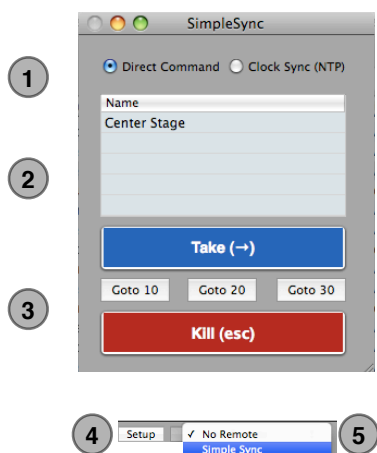 SimpleSync
1
Direct Command Clock Sync (NTP)
Name
Center Stage
2
Take (→)
Goto 10 Goto 20 Goto 30
3
Kill (esc)
4 Setup ✓ No Remote 5
Simple Sync